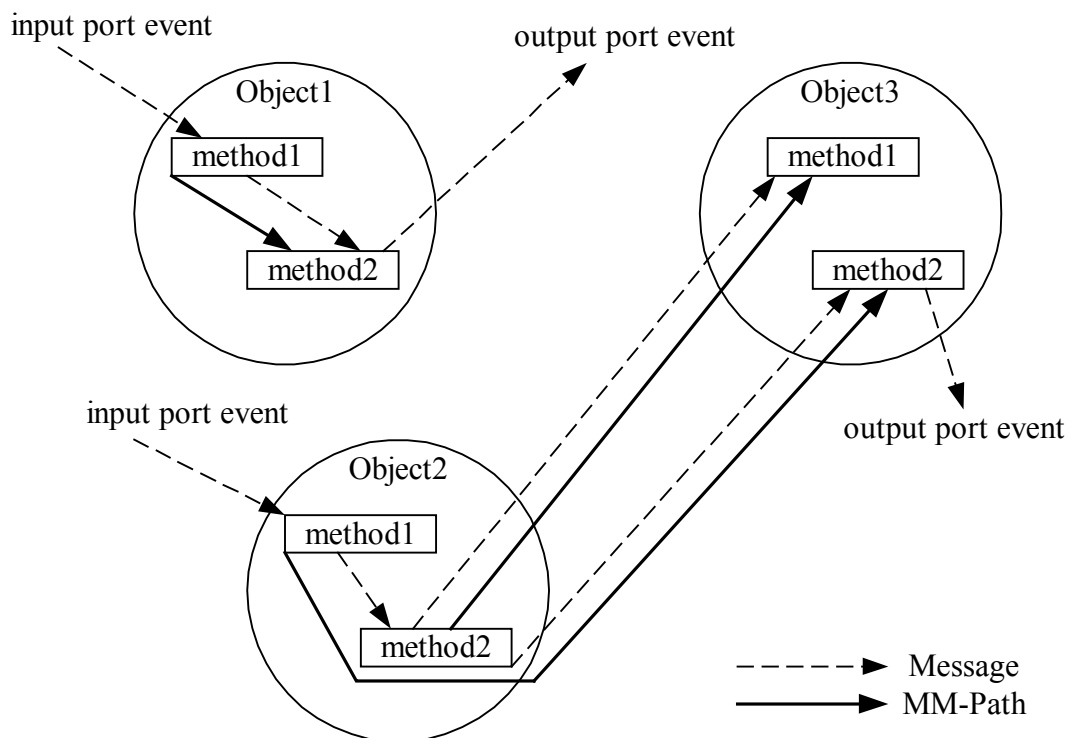 input port event
output port event
Object1
Object3
method1
method1
method2
method2
input port event
output port event
Object2
method1
method2
Message
MM-Path